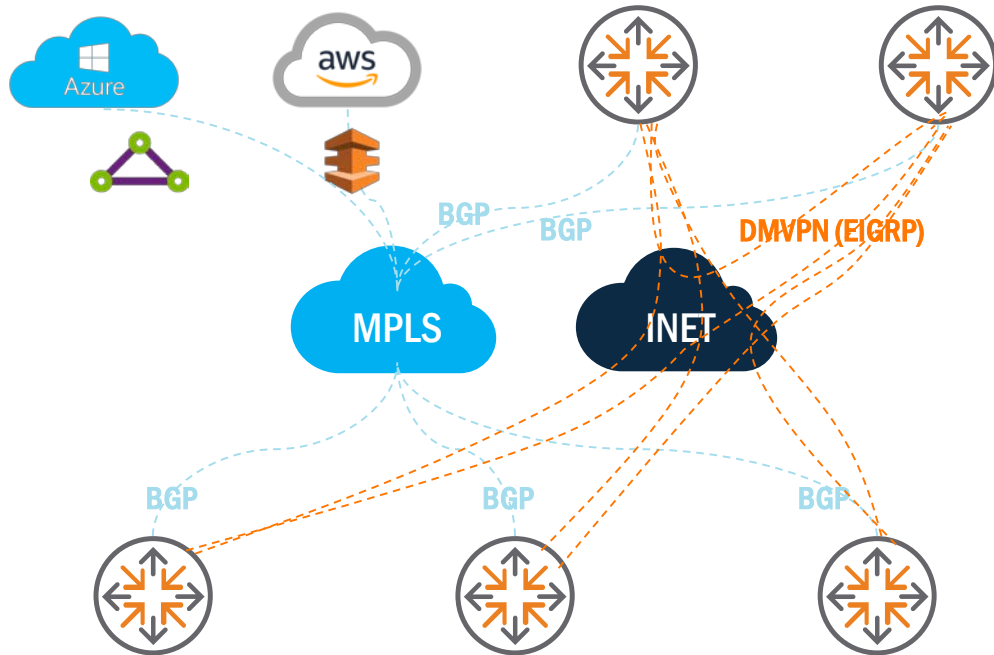 Azure
aws
BGP
BGP
DMVPN (EIGRP)
MPLS
INET
BGP
BGP
BGP